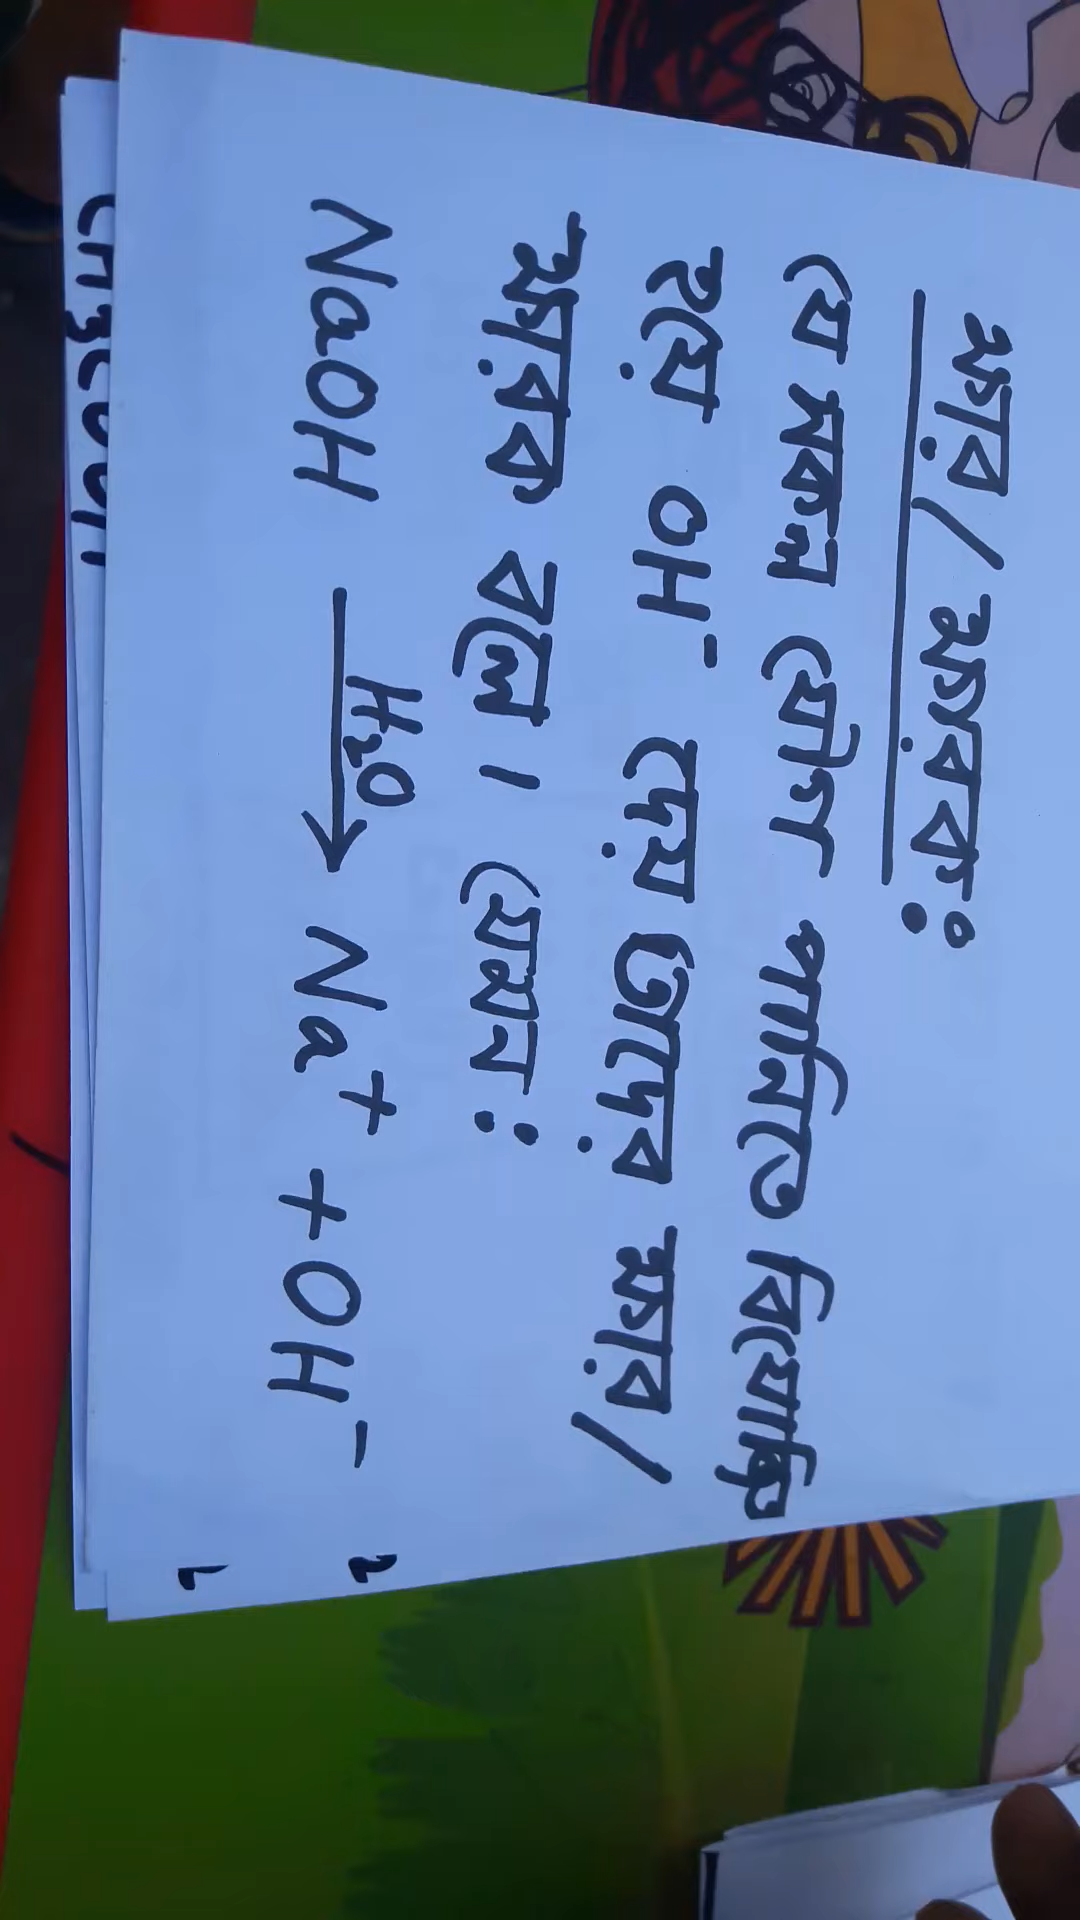 ক্ষার / ক্ষারক:
যে সকল যৌগ পানিতে বিযোজিত
হয়ে OH⁻ দেয় তাদের ক্ষার /
ক্ষারক বলে। যেমন:
NaOH —H₂O→ Na⁺ + OH⁻